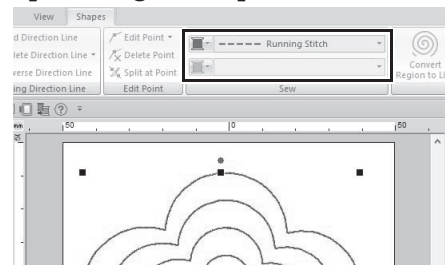 View Shapes
d Direction Line
lete Direction Line
verse Direction Line
ing Direction Line
Edit Point
Delete Point
Split at Point
Edit Point
Running Stitch
Sew
Convert
Region to Li
mm 50 0 50